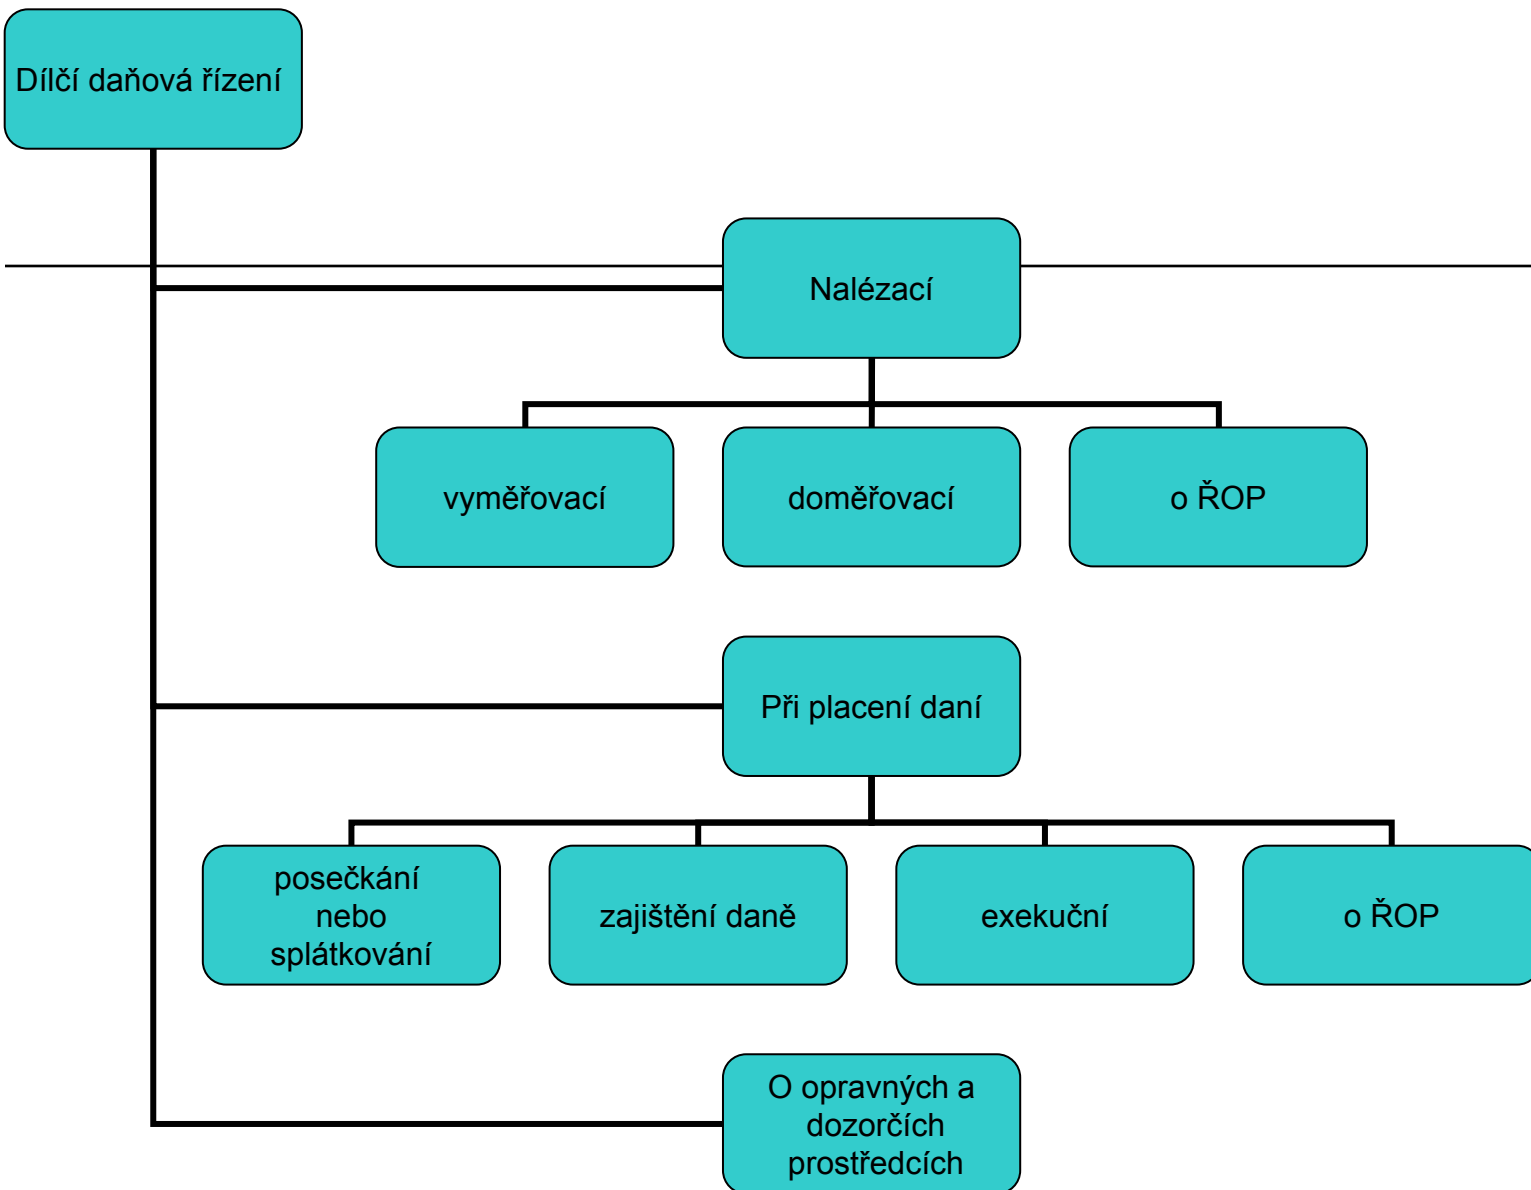 Dílčí daňová řízení
Nalézací
vyměřovací
doměřovací
o ŘOP
Při placení daní
posečkání
nebo
splátkování
zajištění daně
exekuční
o ŘOP
O opravných a
dozorčích
prostředcích